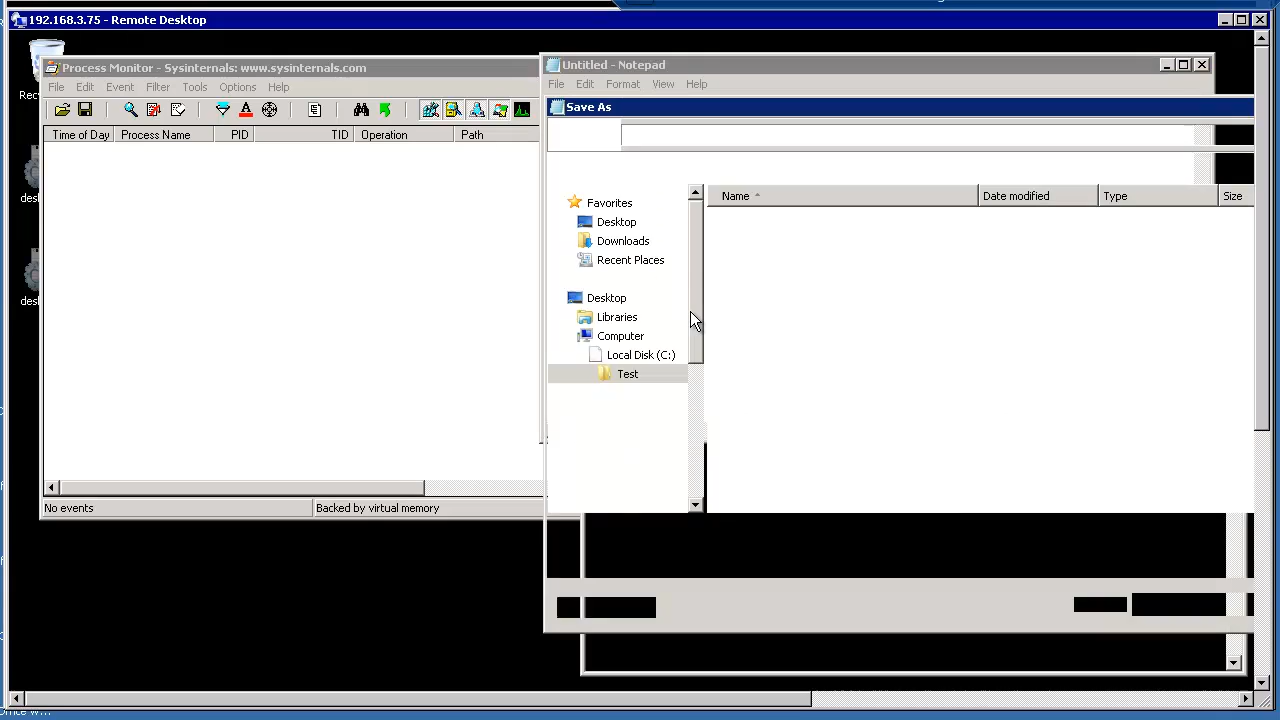 192.168.3.75 - Remote Desktop
Process Monitor - Sysinternals: www.sysinternals.com
File Edit Event Filter Tools Options Help
Time of Day Process Name PID TID Operation Path
No events Backed by virtual memory
Untitled - Notepad
File Edit Format View Help
Save As
Name Date modified Type Size
Favorites
Desktop
Downloads
Recent Places
Desktop
Libraries
Computer
Local Disk (C:)
Test
Rec
des
des